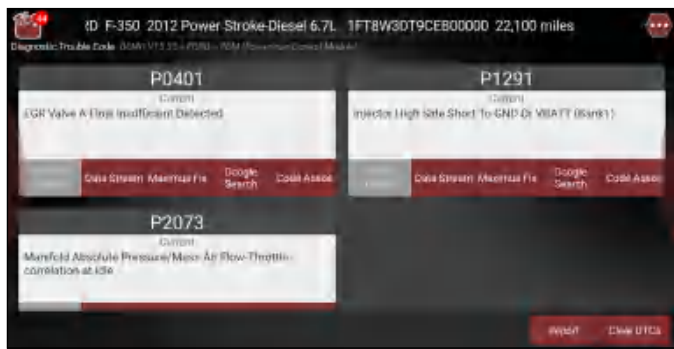 RD F-350 2012 Power Stroke-Diesel 6.7L 1FT8W3DT9CEB00000 22,100 miles
Diagnostic Trouble Code
P0401
Current
EGR Valve A Flow Insufficient Detected
Data Stream Maximus Fix Google Search Code Assist
P1291
Current
Injector High Side Short To GND Or VBATT (Bank1)
Data Stream Maximus Fix Google Search Code Assist
P2073
Current
Manifold Absolute Pressure/Mass Air Flow-Throttle-
correlation at idle
Report Clear DTCs